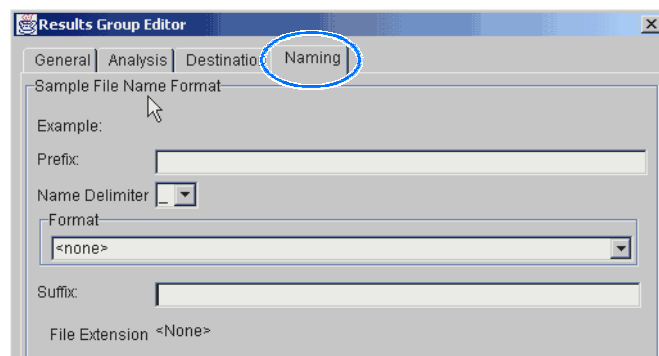 Results Group Editor
General Analysis Destination Naming
Sample File Name Format
Example:
Prefix:
Name Delimiter _
Format
<none>
Suffix:
File Extension <None>